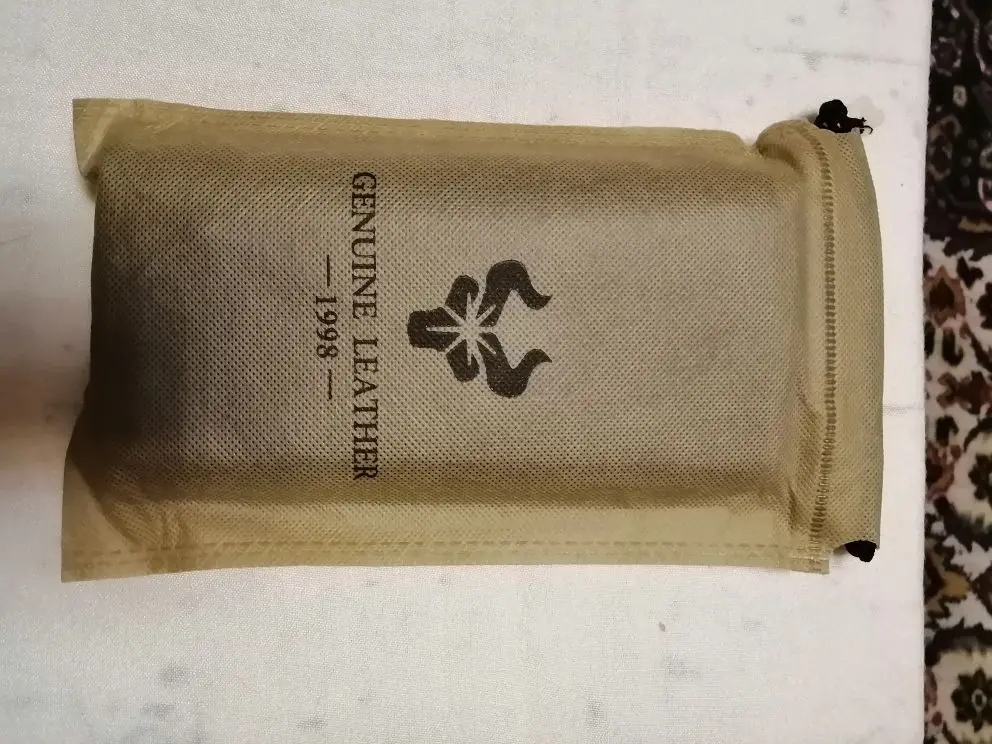 GENUINE LEATHER
— 1998 —